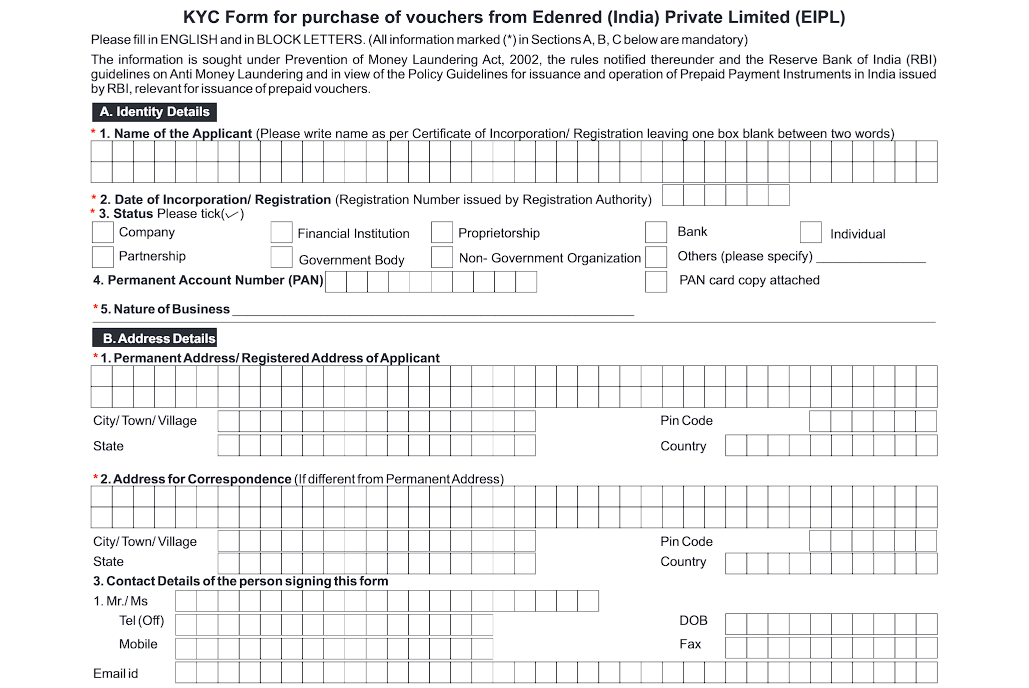 KYC Form for purchase of vouchers from Edenred (India) Private Limited (EIPL)
Please fill in ENGLISH and in BLOCK LETTERS. (All information marked (*) in Sections A, B, C below are mandatory)
The information is sought under Prevention of Money Laundering Act, 2002, the rules notified thereunder and the Reserve Bank of India (RBI)
guidelines on Anti Money Laundering and in view of the Policy Guidelines for issuance and operation of Prepaid Payment Instruments in India issued
by RBI, relevant for issuance of prepaid vouchers.
A. Identity Details
* 1. Name of the Applicant (Please write name as per Certificate of Incorporation/ Registration leaving one box blank between two words)
* 2. Date of Incorporation/ Registration (Registration Number issued by Registration Authority)
* 3. Status Please tick(✓)
Company Financial Institution Proprietorship Bank Individual
Partnership Government Body Non- Government Organization Others (please specify) ________________
4. Permanent Account Number (PAN) PAN card copy attached
* 5. Nature of Business ________________
B. Address Details
* 1. Permanent Address/ Registered Address of Applicant
City/ Town/ Village Pin Code
State Country
* 2. Address for Correspondence (If different from Permanent Address)
City/ Town/ Village Pin Code
State Country
3. Contact Details of the person signing this form
1. Mr./ Ms
Tel (Off) DOB
Mobile Fax
Email id